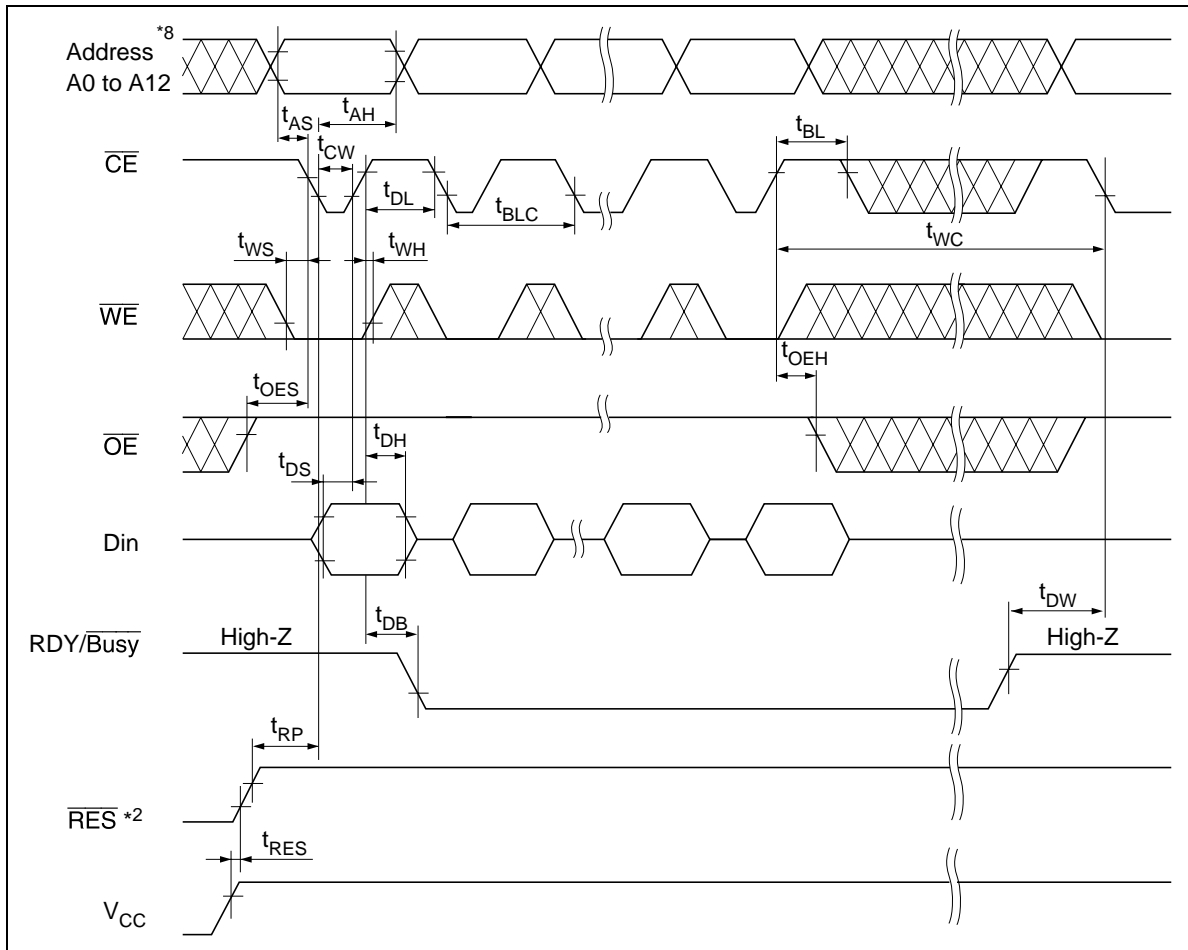 Address *8
A0 to A12
tAS
tAH
tCW
tBL
CE
tDL
tBLC
tWC
tWS
tWH
WE
tOEH
tOES
OE
tDH
tDS
Din
tDB
tDW
RDY/Busy
High-Z
High-Z
tRP
RES *2
tRES
VCC